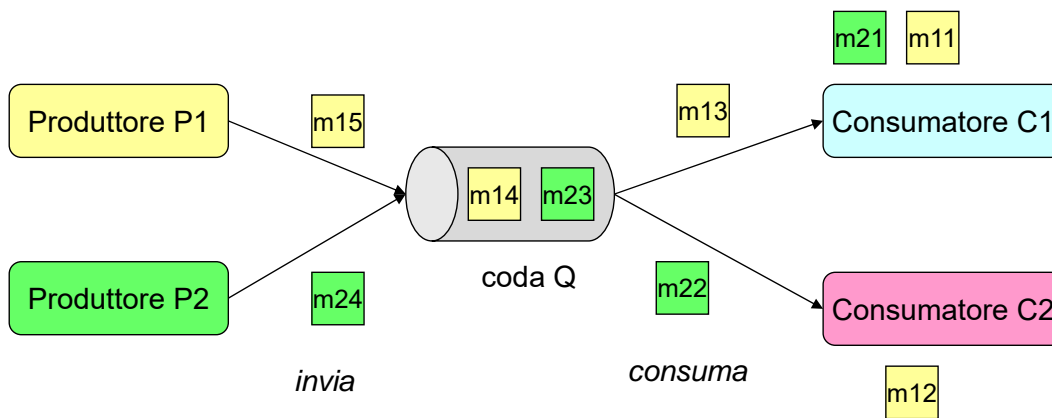 m21 m11
Produttore P1
m15
m13
Consumatore C1
m14 m23
coda Q
Produttore P2
m24
m22
Consumatore C2
invia
consuma
m12